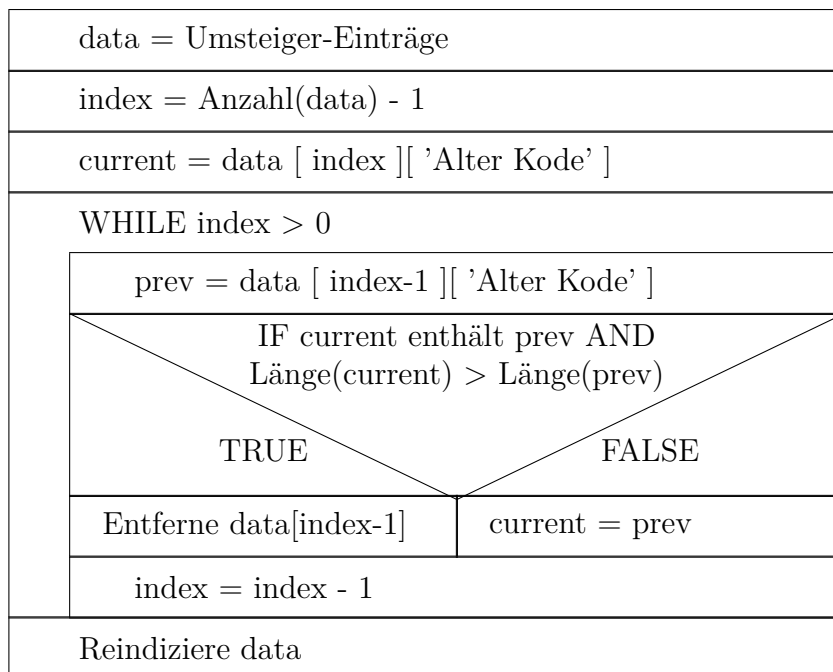 data = Umsteiger-Einträge
index = Anzahl(data) - 1
current = data [ index ][ 'Alter Kode' ]
WHILE index > 0
prev = data [ index-1 ][ 'Alter Kode' ]
IF current enthält prev AND
Länge(current) > Länge(prev)
TRUE
FALSE
Entferne data[index-1]
current = prev
index = index - 1
Reindiziere data